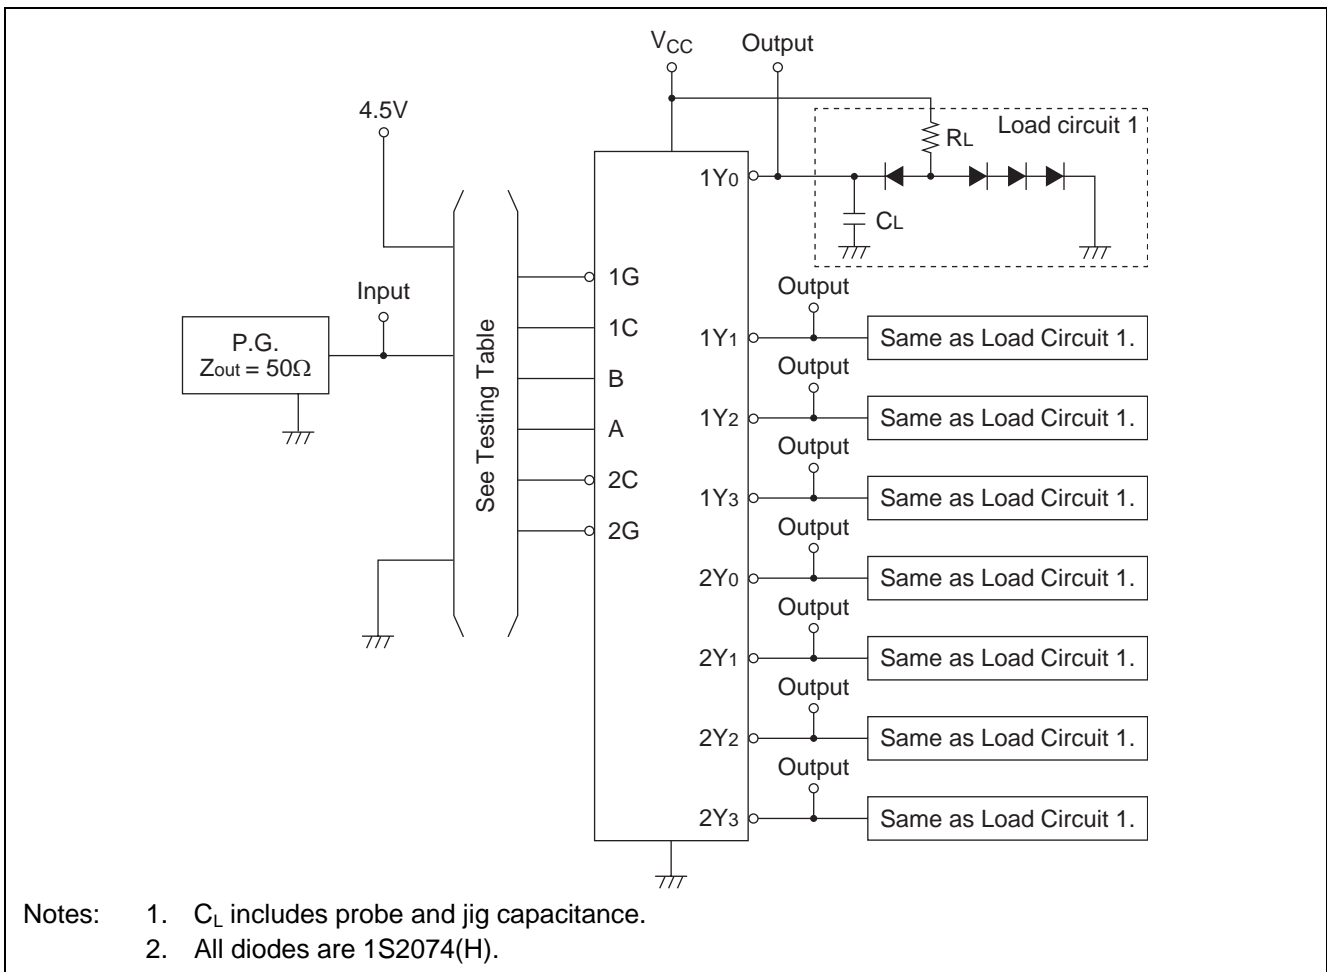 VCC Output
4.5V
Load circuit 1
RL
1Y0
CL
1G
Output
Input
1C
P.G.
Zout = 50Ω
See Testing Table
1Y1 Same as Load Circuit 1.
Output
B
1Y2 Same as Load Circuit 1.
A
Output
2C
1Y3 Same as Load Circuit 1.
Output
2G
2Y0 Same as Load Circuit 1.
Output
2Y1 Same as Load Circuit 1.
Output
2Y2 Same as Load Circuit 1.
Output
2Y3 Same as Load Circuit 1.
Notes: 1. CL includes probe and jig capacitance.
2. All diodes are 1S2074(H).